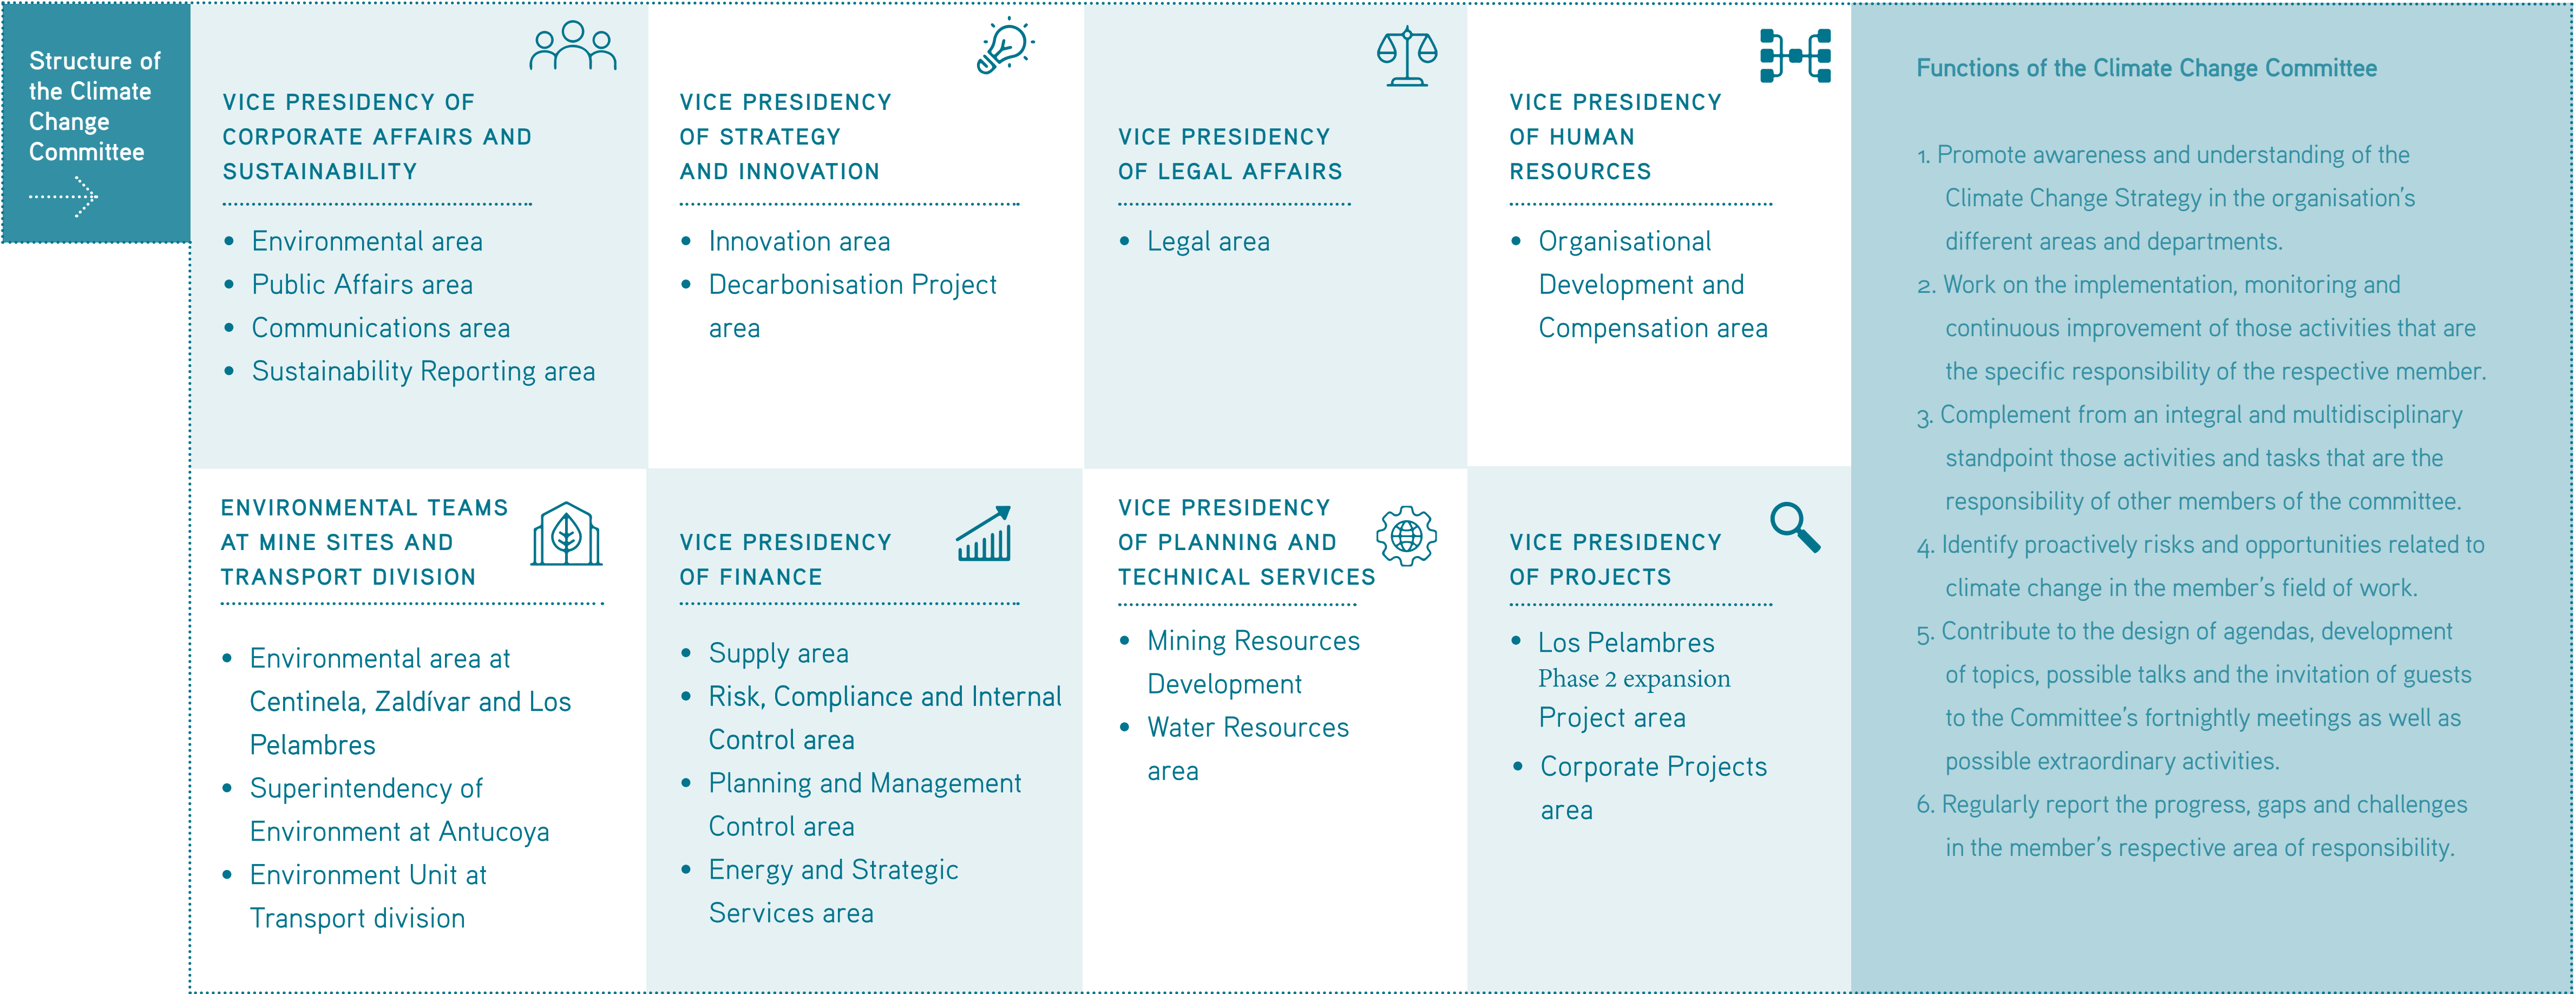 Structure of
the Climate
Change
Committee
VICE PRESIDENCY OF
CORPORATE AFFAIRS AND
SUSTAINABILITY
• Environmental area
• Public Affairs area
• Communications area
• Sustainability Reporting area
VICE PRESIDENCY
OF STRATEGY
AND INNOVATION
• Innovation area
• Decarbonisation Project
area
VICE PRESIDENCY
OF LEGAL AFFAIRS
• Legal area
VICE PRESIDENCY
OF HUMAN
RESOURCES
• Organisational
Development and
Compensation area
ENVIRONMENTAL TEAMS
AT MINE SITES AND
TRANSPORT DIVISION
• Environmental area at
Centinela, Zaldívar and Los
Pelambres
• Superintendency of
Environment at Antucoya
• Environment Unit at
Transport division
VICE PRESIDENCY
OF FINANCE
• Supply area
• Risk, Compliance and Internal
Control area
• Planning and Management
Control area
• Energy and Strategic
Services area
VICE PRESIDENCY
OF PLANNING AND
TECHNICAL SERVICES
• Mining Resources
Development
• Water Resources
area
VICE PRESIDENCY
OF PROJECTS
• Los Pelambres
Phase 2 expansion
Project area
• Corporate Projects
area
Functions of the Climate Change Committee
1. Promote awareness and understanding of the
Climate Change Strategy in the organisation’s
different areas and departments.
2. Work on the implementation, monitoring and
continuous improvement of those activities that are
the specific responsibility of the respective member.
3. Complement from an integral and multidisciplinary
standpoint those activities and tasks that are the
responsibility of other members of the committee.
4. Identify proactively risks and opportunities related to
climate change in the member’s field of work.
5. Contribute to the design of agendas, development
of topics, possible talks and the invitation of guests
to the Committee’s fortnightly meetings as well as
possible extraordinary activities.
6. Regularly report the progress, gaps and challenges
in the member’s respective area of responsibility.